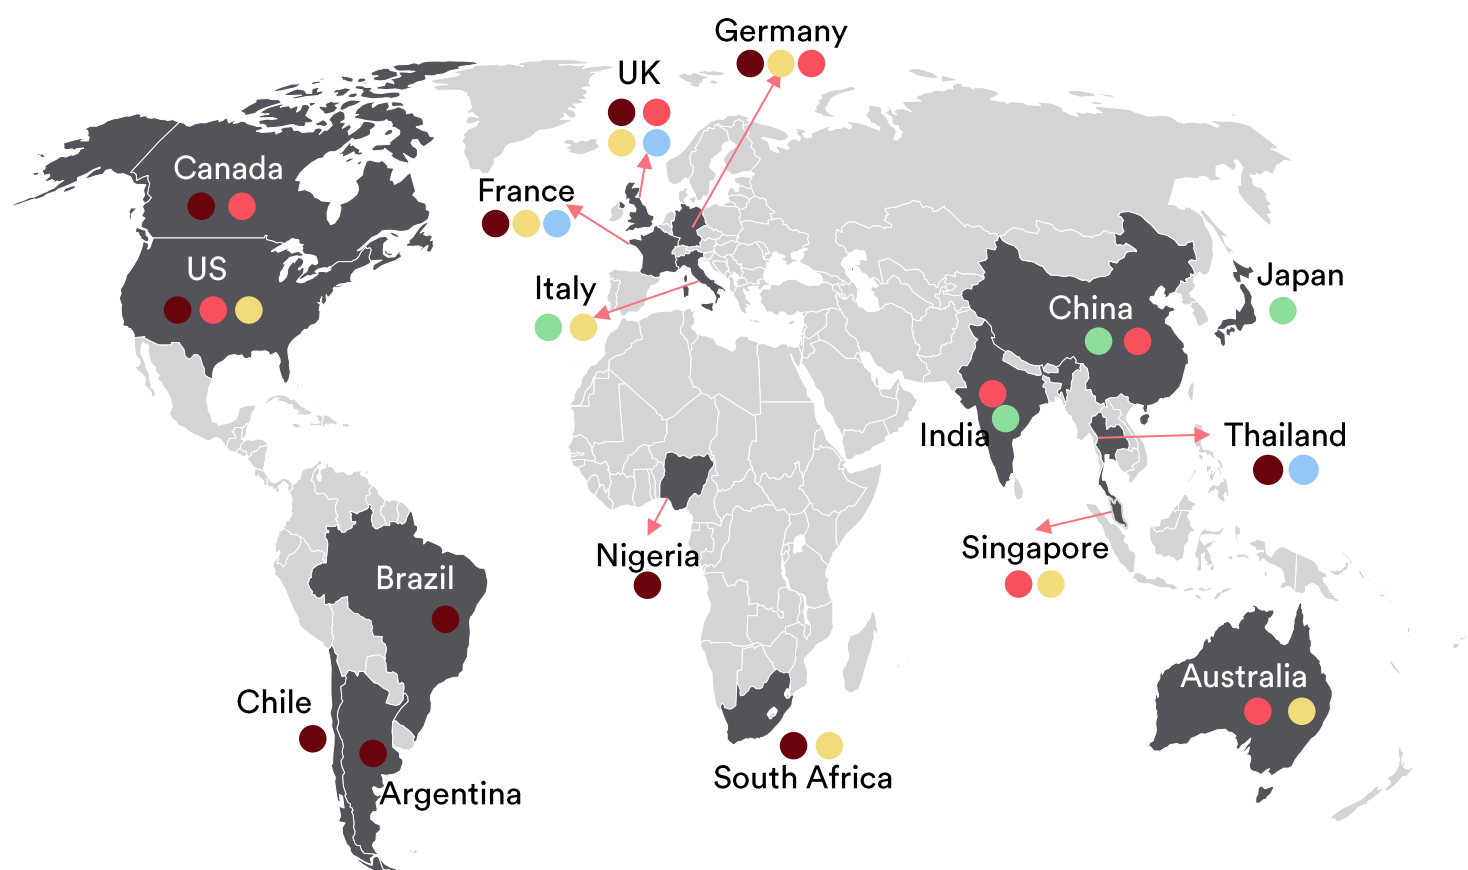 Germany
UK
Canada
France
US
Italy
Japan
China
India
Thailand
Singapore
Nigeria
Brazil
Australia
Chile
South Africa
Argentina